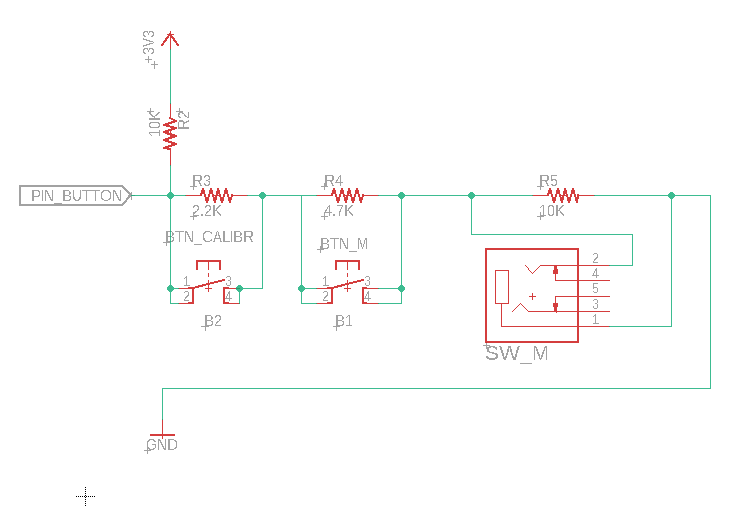 +3V3
10K
R2
PIN_BUTTON
R3
2.2K
R4
4.7K
R5
10K
BTN_CALIBR
BTN_M
1
2
3
4
B2
1
2
3
4
B1
2
4
5
3
1
SW_M
GND